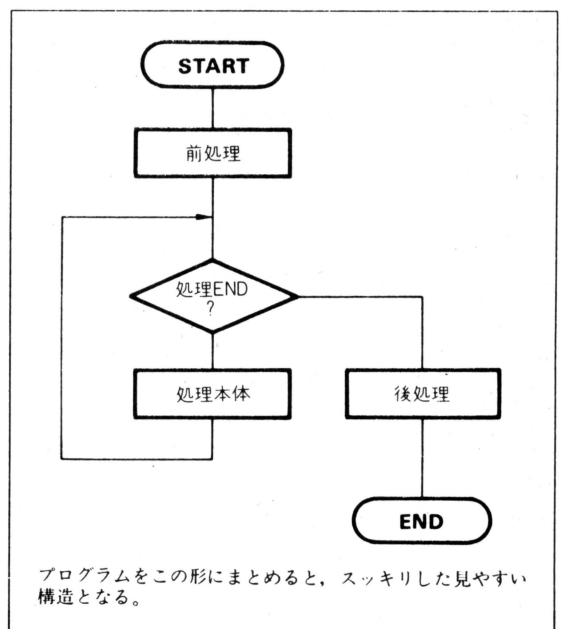 START
前処理
処理END
?
処理本体
後処理
END
プログラムをこの形にまとめると，スッキリした見やすい
構造となる。